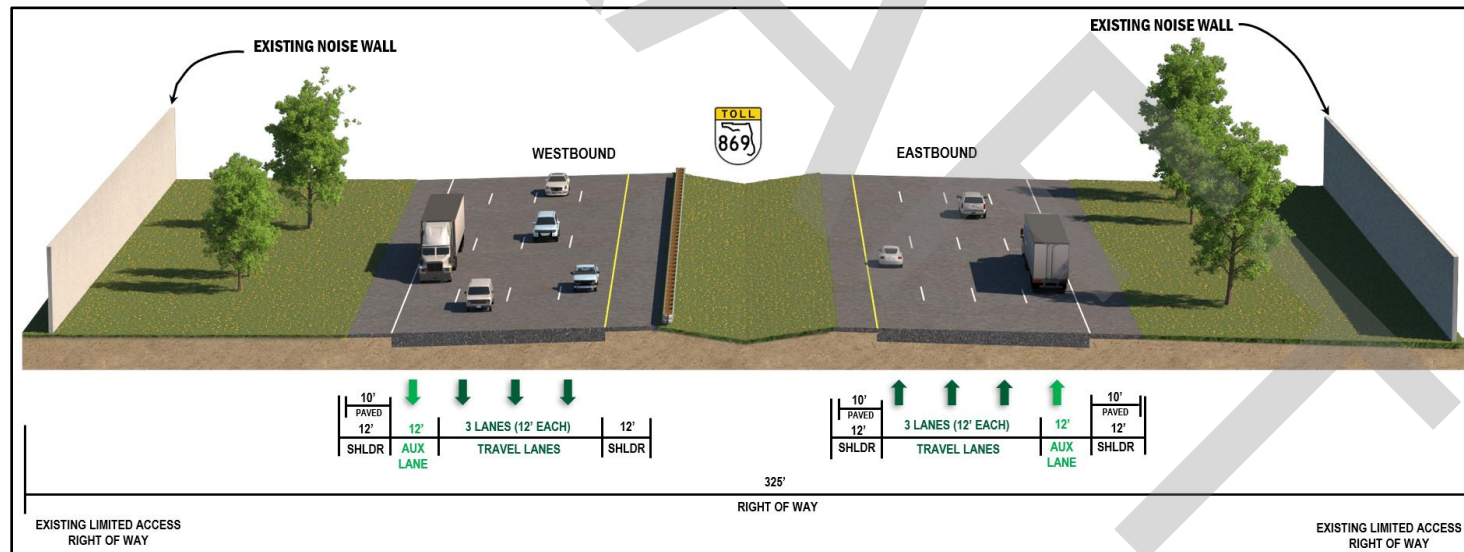 EXISTING NOISE WALL
EXISTING NOISE WALL
TOLL
869
WESTBOUND
EASTBOUND
10'
PAVED
12'
SHLDR
12'
AUX
LANE
3 LANES (12' EACH)
TRAVEL LANES
12'
SHLDR
10'
PAVED
12'
SHLDR
3 LANES (12' EACH)
TRAVEL LANES
12'
AUX
LANE
10'
PAVED
12'
SHLDR
325'
RIGHT OF WAY
EXISTING LIMITED ACCESS
RIGHT OF WAY
EXISTING LIMITED ACCESS
RIGHT OF WAY